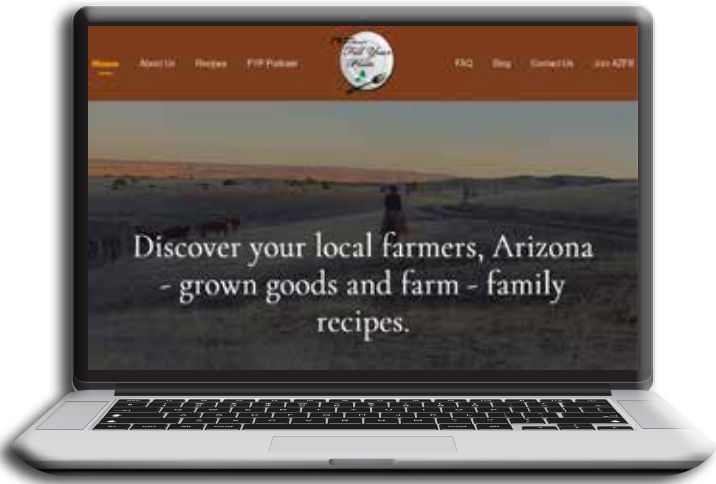 Home About Us Recipes FYP Podcast
Fill Your
Plate
FAQ Blog Contact Us Join AZFB
Discover your local farmers, Arizona
- grown goods and farm - family
recipes.